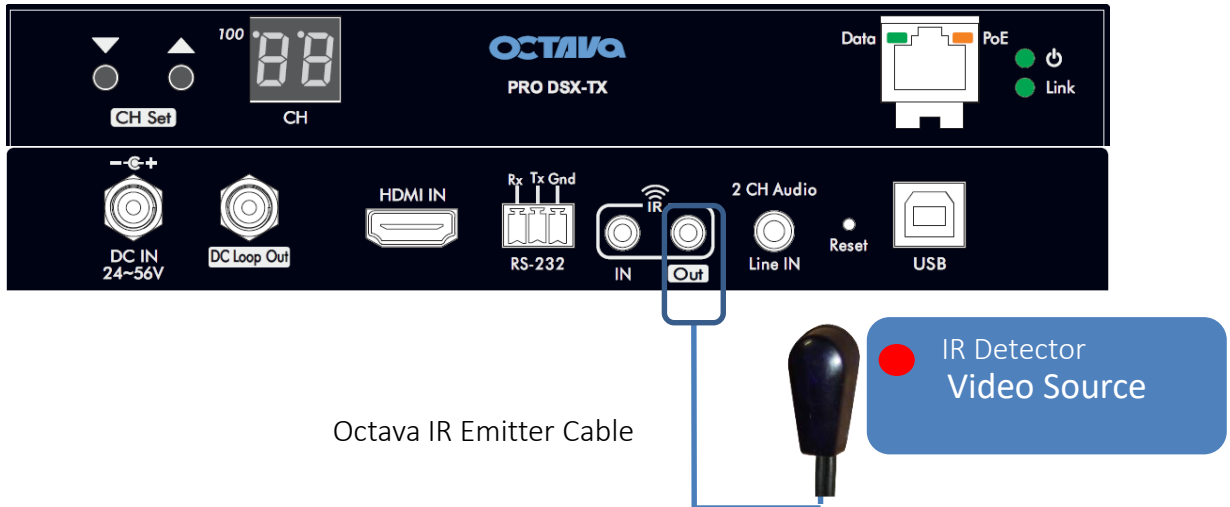 100
88
OCTAVA
PRO DSX-TX
Data
PoE
Link
CH Set
CH
- +
HDMI IN
Rx Tx Gnd
IR
2 CH Audio
DC IN
24~56V
DC Loop Out
RS-232
IN
Out
Line IN
Reset
USB
IR Detector
Video Source
Octava IR Emitter Cable